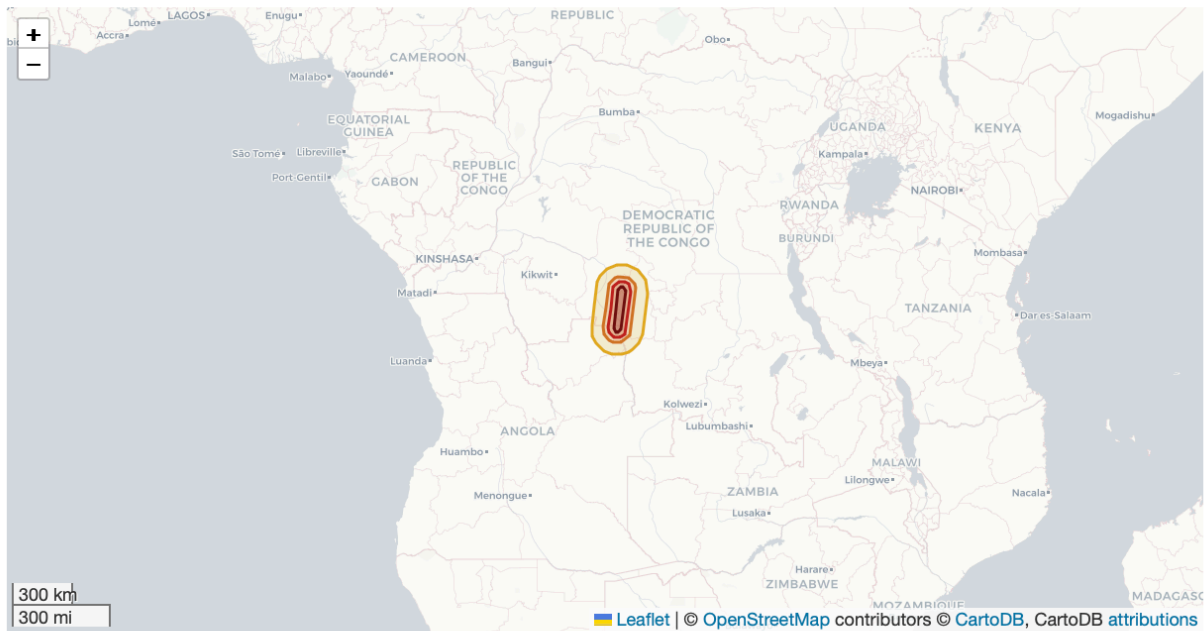 REPUBLIC
LAGOS
Enugu
Lomé
Accra
Obo
+
−
CAMEROON
Bangui
Malabo
Yaoundé
Bumba
Mogadishu
EQUATORIAL
GUINEA
UGANDA
KENYA
São Tomé
Libreville
Kampala
REPUBLIC
OF THE
CONGO
Port-Gentil
GABON
NAIROBI
RWANDA
DEMOCRATIC
REPUBLIC OF
THE CONGO
BURUNDI
KINSHASA
Mombasa
Kikwit
Matadi
TANZANIA
Dar es-Salaam
Luanda
Mbeya
Kolwezi
Lubumbashi
ANGOLA
Huambo
MALAWI
Lilongwe
Menongue
ZAMBIA
Nacala
Lusaka
Harare
ZIMBABWE
MOZAMBIQUE
MADAGASC
300 km
300 mi
Leaflet | © OpenStreetMap contributors © CartoDB, CartoDB attributions